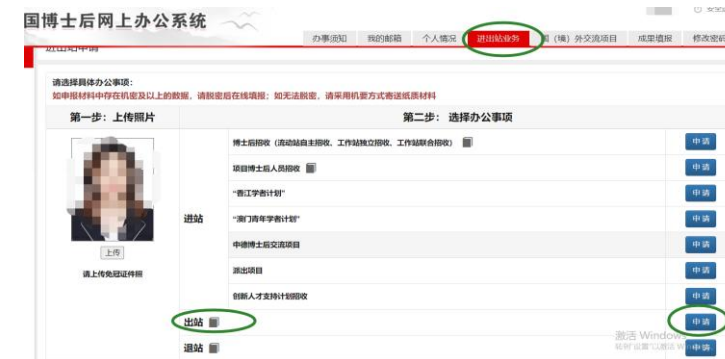 国博士后网上办公系统
办事须知 我的邮箱 个人情况 进出站业务 (境)外交流项目 成果填报 修改密码
进出站申请
请选择具体办公事项：
如申报材料中存在机密及以上的数据，请脱密后在线填报；如无法脱密，请采用机要方式寄送纸质材料
第一步：上传照片 第二步：选择办公事项
博士后招收（流动站自主招收、工作站独立招收、工作站联合招收） 申请
项目博士后人员招收 申请
“香江学者计划” 申请
进站 “澳门青年学者计划” 申请
上传 中德博士后交流项目 申请
请上传免冠证件照 派出项目 申请
创新人才支持计划招收 申请
出站 申请
激活 Windows
退站 申请